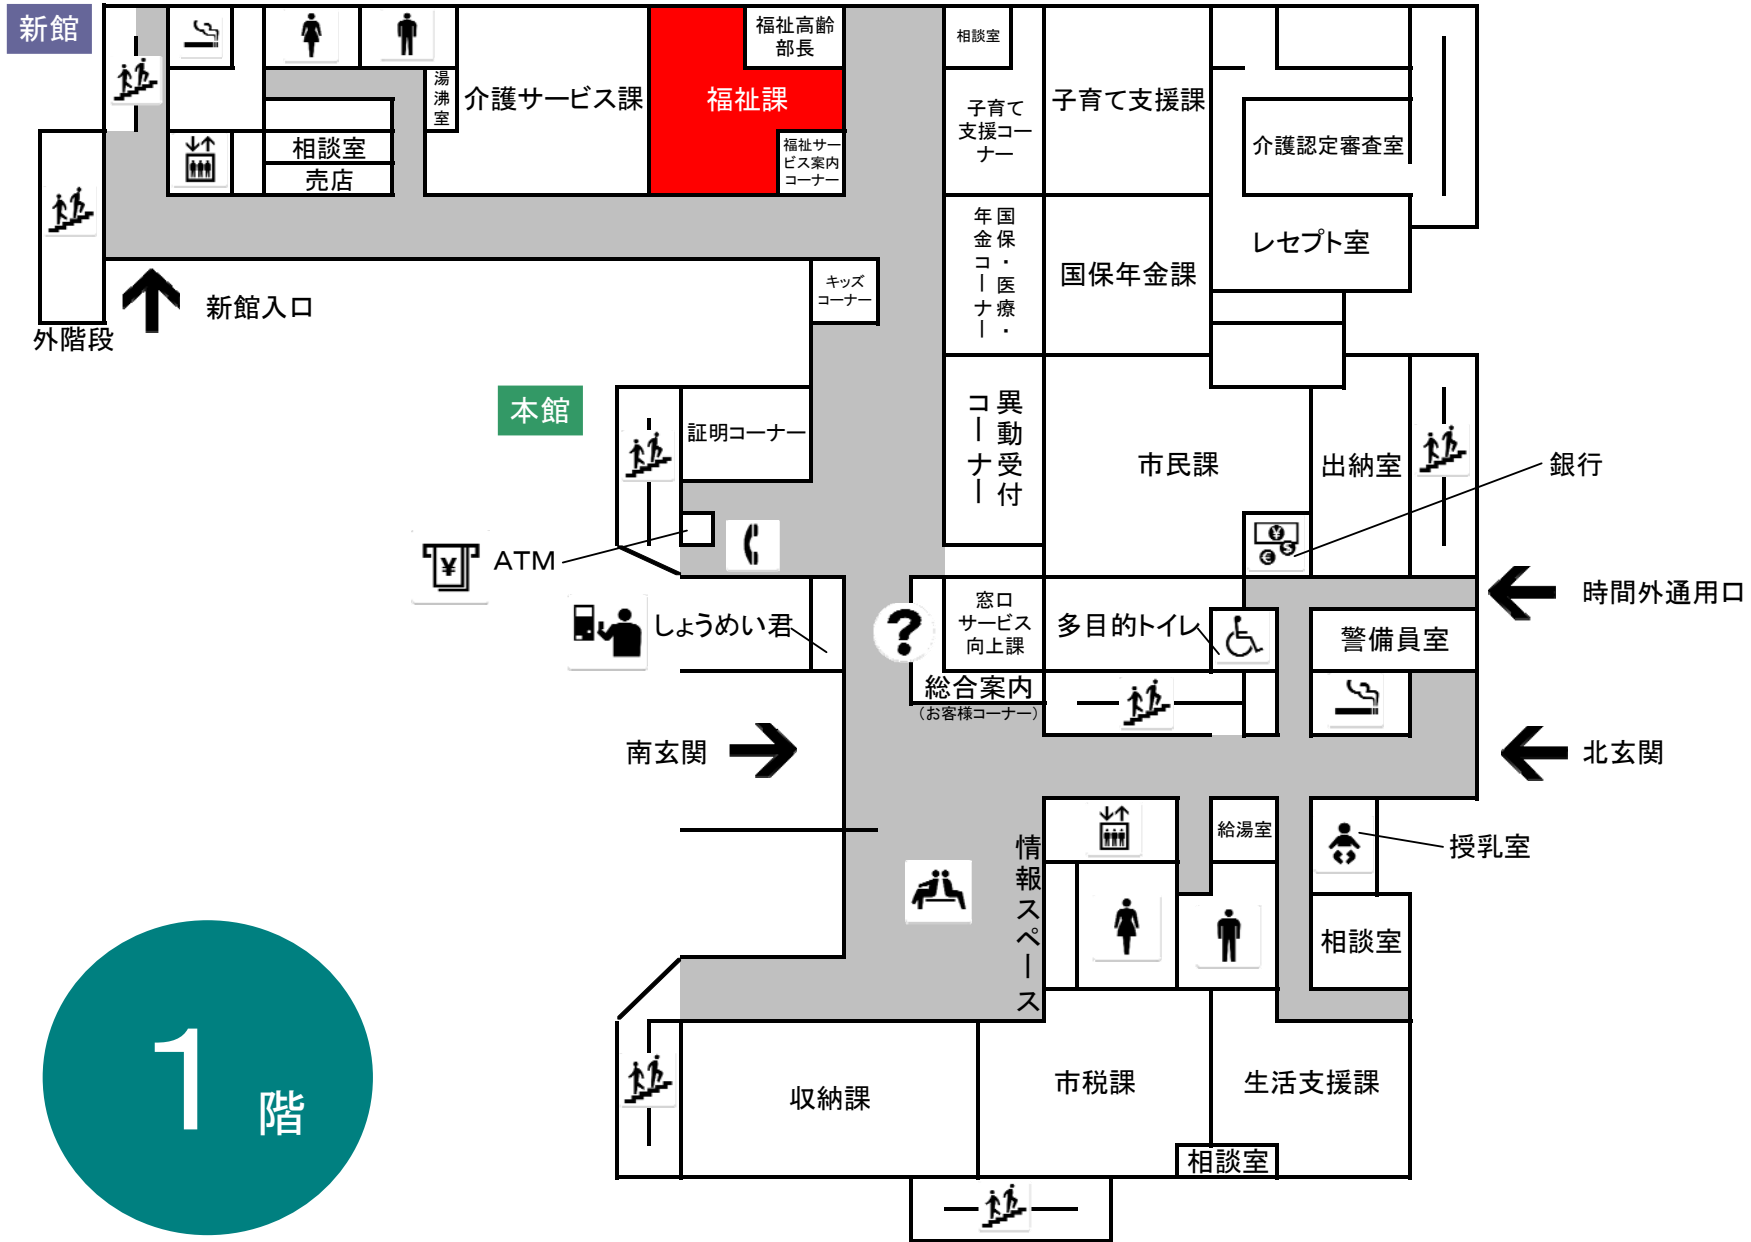 新館
福祉高齢
部長
相談室
湯沸室
介護サービス課
福祉課
子育て
支援コー
ナー
子育て支援課
相談室
売店
福祉サー
ビス案内
コーナー
介護認定審査室
国保・医療・
年金コーナー
国保年金課
レセプト室
キッズ
コーナー
新館入口
外階段
本館
証明コーナー
異動受付
コーナー
市民課
出納室
銀行
ATM
¥
¥
€
$
しょうめい君
?
窓口
サービス
向上課
多目的トイレ
時間外通用口
警備員室
総合案内
(お客様コーナー)
南玄関
北玄関
情報スペース
給湯室
授乳室
相談室
1階
収納課
市税課
生活支援課
相談室